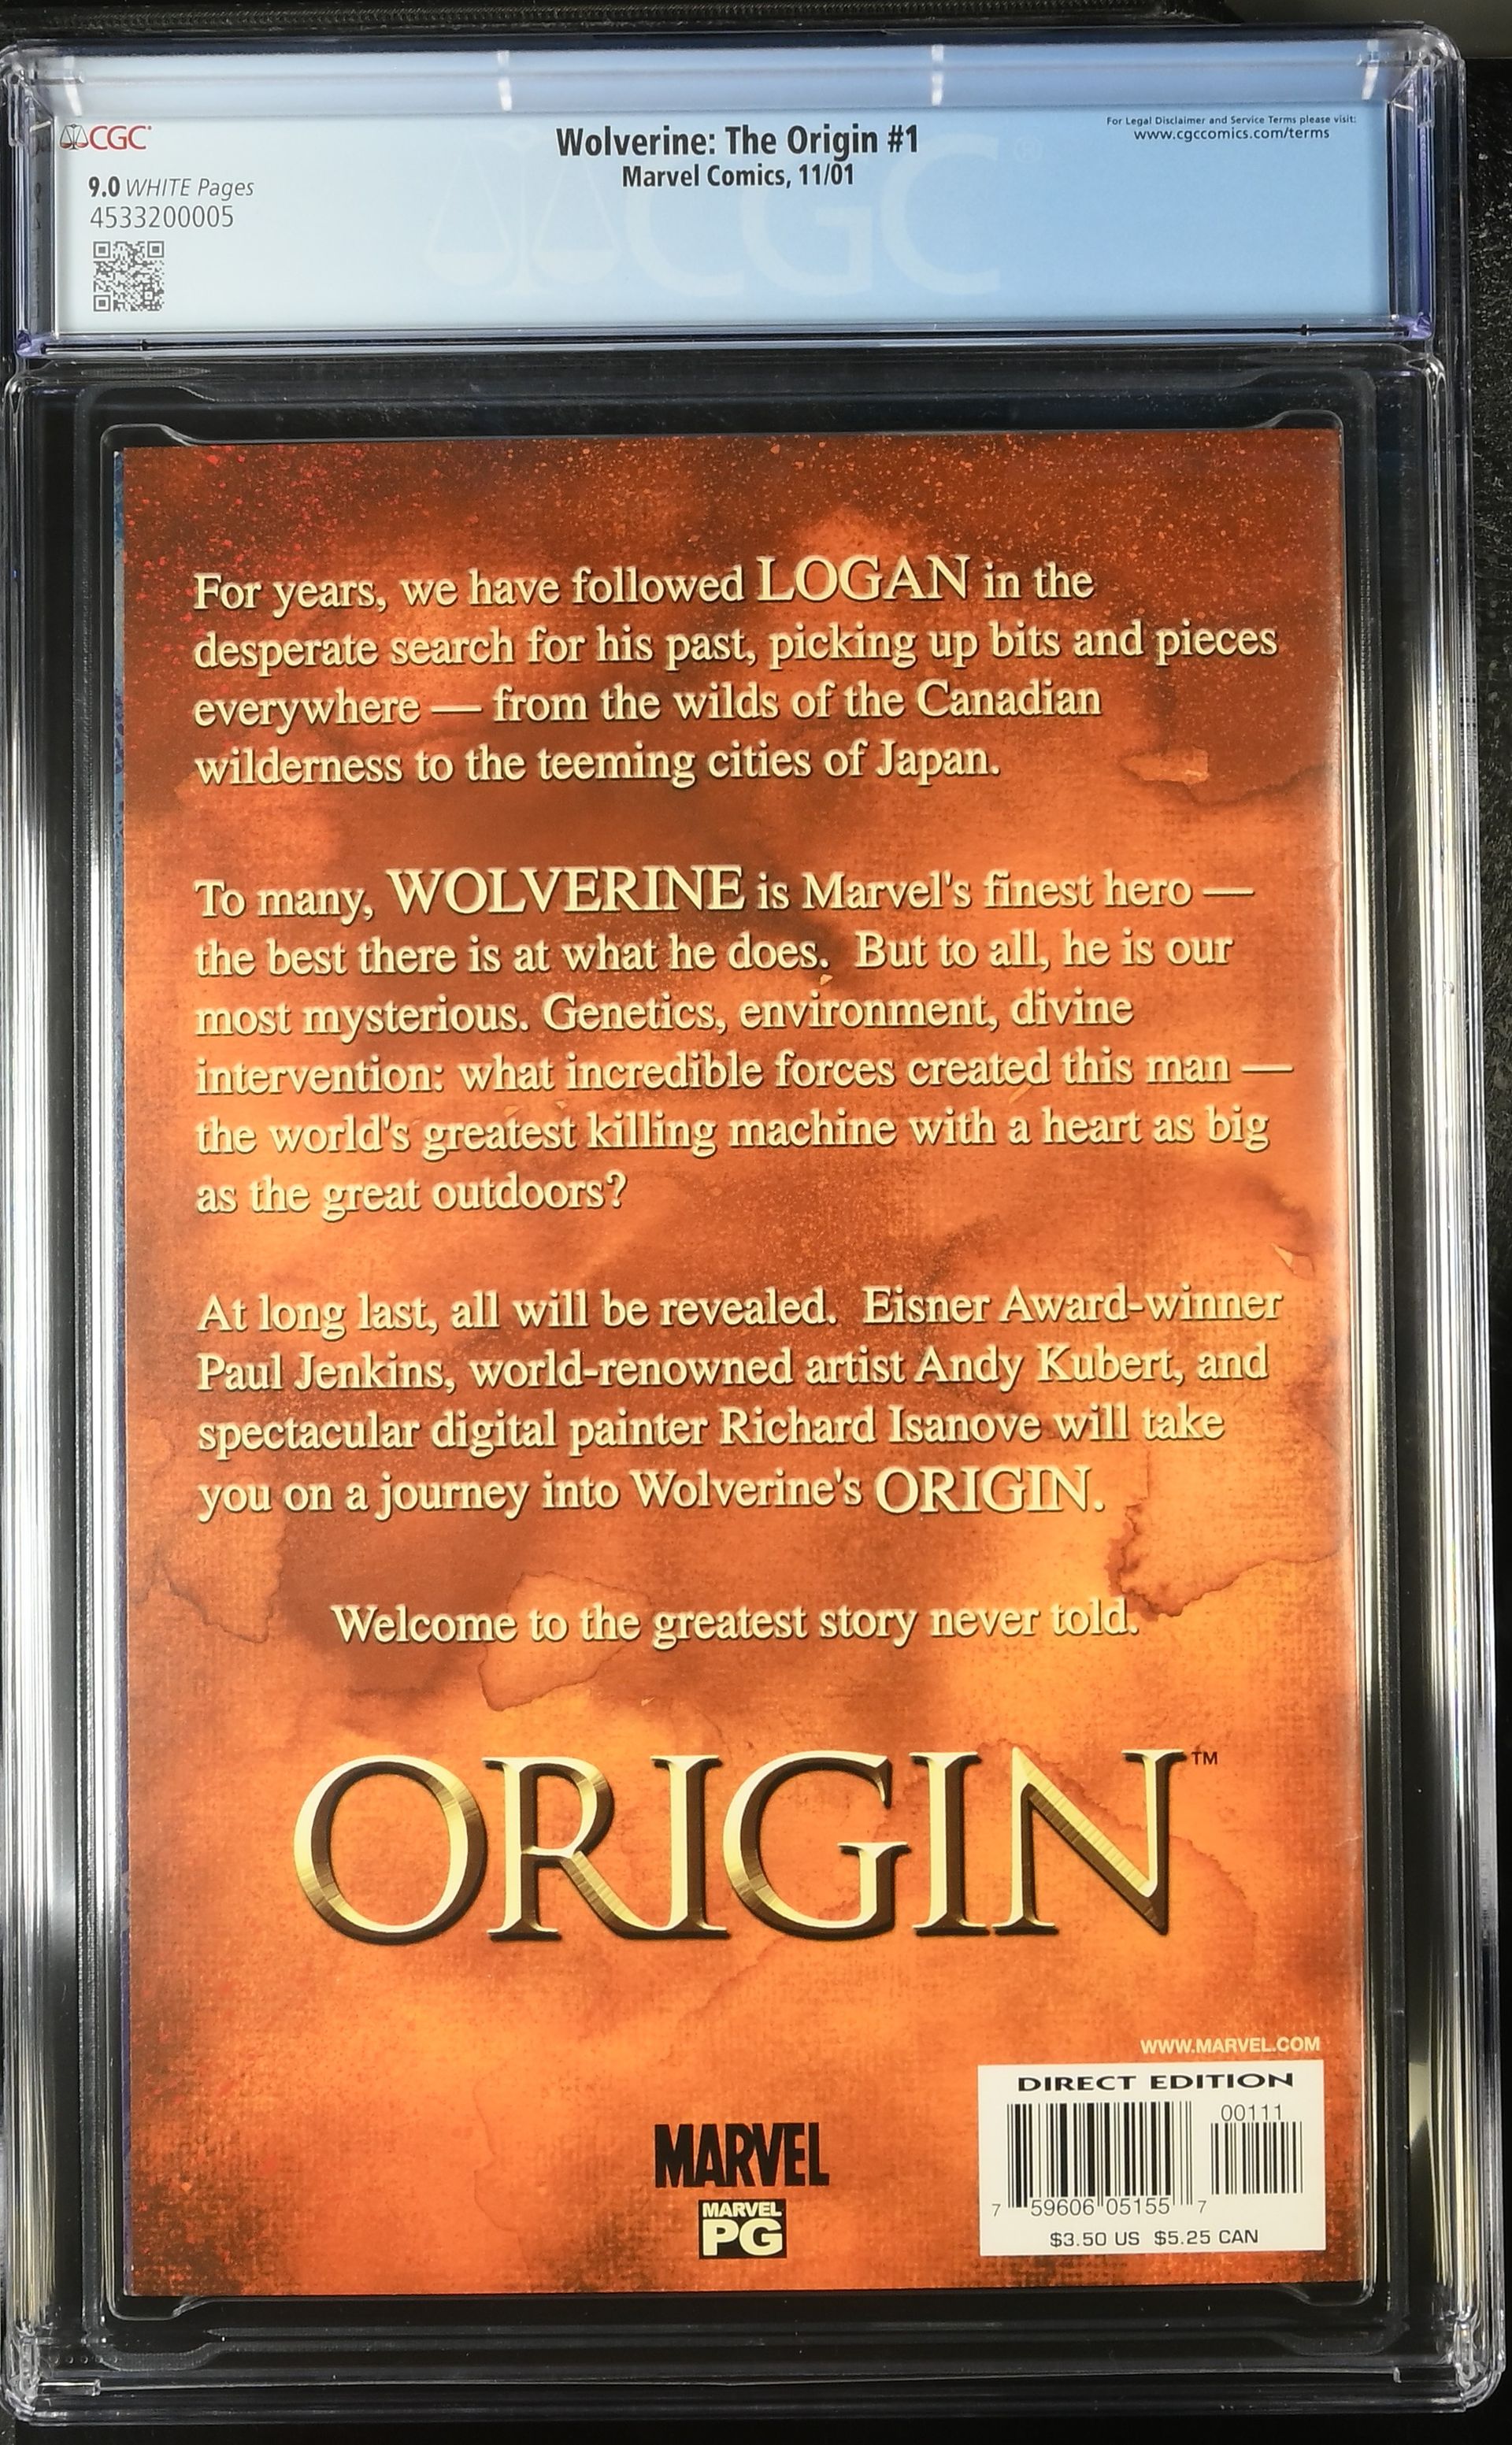 CGC
Wolverine: The Origin #1
Marvel Comics, 11/01
For Legal Disclaimer and Service Terms please visit:
www.cgccomics.com/terms
9.0 WHITE Pages
4533200005
CGC
For years, we have followed LOGAN in the
desperate search for his past, picking up bits and pieces
everywhere — from the wilds of the Canadian
wilderness to the teeming cities of Japan.
To many, WOLVERINE is Marvel's finest hero —
the best there is at what he does. But to all, he is our
most mysterious. Genetics, environment, divine
intervention: what incredible forces created this man —
the world's greatest killing machine with a heart as big
as the great outdoors?
At long last, all will be revealed. Eisner Award-winner
Paul Jenkins, world-renowned artist Andy Kubert, and
spectacular digital painter Richard Isanove will take
you on a journey into Wolverine's ORIGIN.
Welcome to the greatest story never told.
ORIGIN™
WWW.MARVEL.COM
DIRECT EDITION
00111
7 59606 05155 7
$3.50 US $5.25 CAN
MARVEL
MARVEL
PG